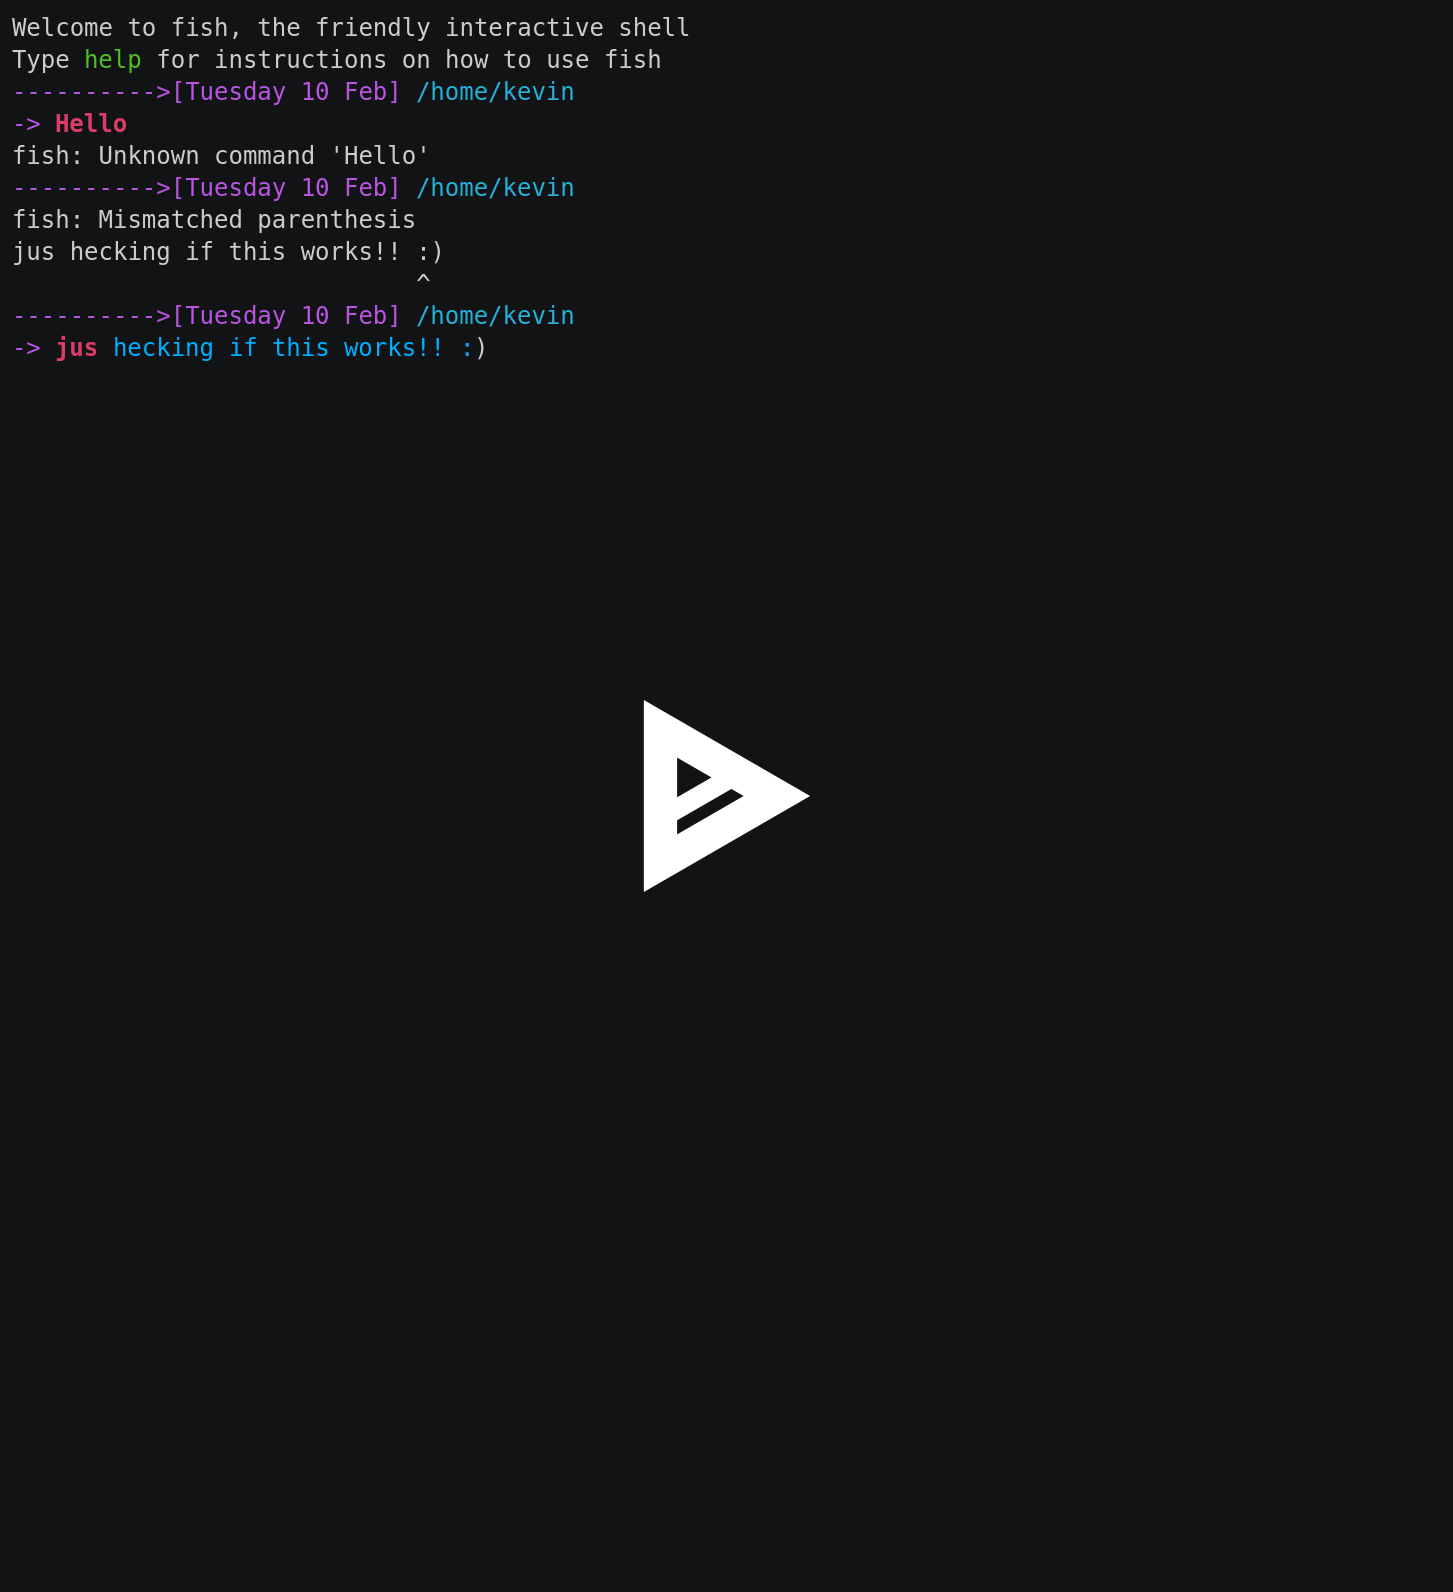 Welcome to fish, the friendly interactive shell
Type help for instructions on how to use fish
---------->[Tuesday 10 Feb] /home/kevin
-> Hello
fish: Unknown command 'Hello'
---------->[Tuesday 10 Feb] /home/kevin
fish: Mismatched parenthesis
jus hecking if this works!! :)
                            ^
---------->[Tuesday 10 Feb] /home/kevin
-> jus hecking if this works!! :)